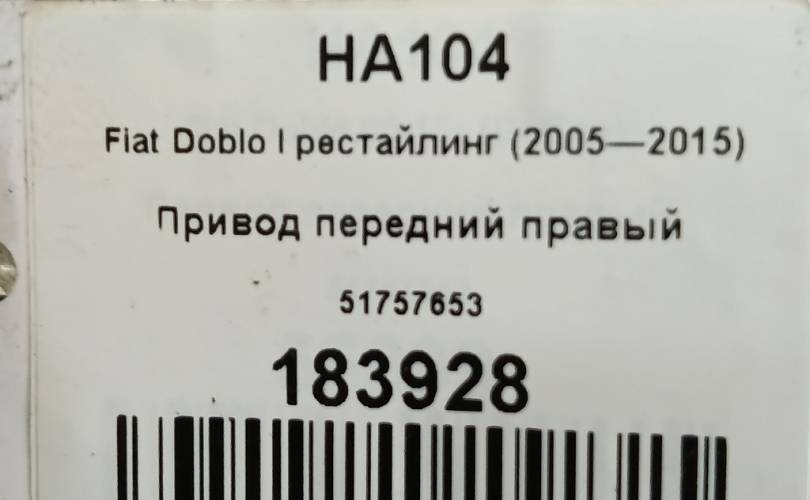 HA104
Fiat Doblo I рестайлинг (2005—2015)
Привод передний правый
51757653
183928